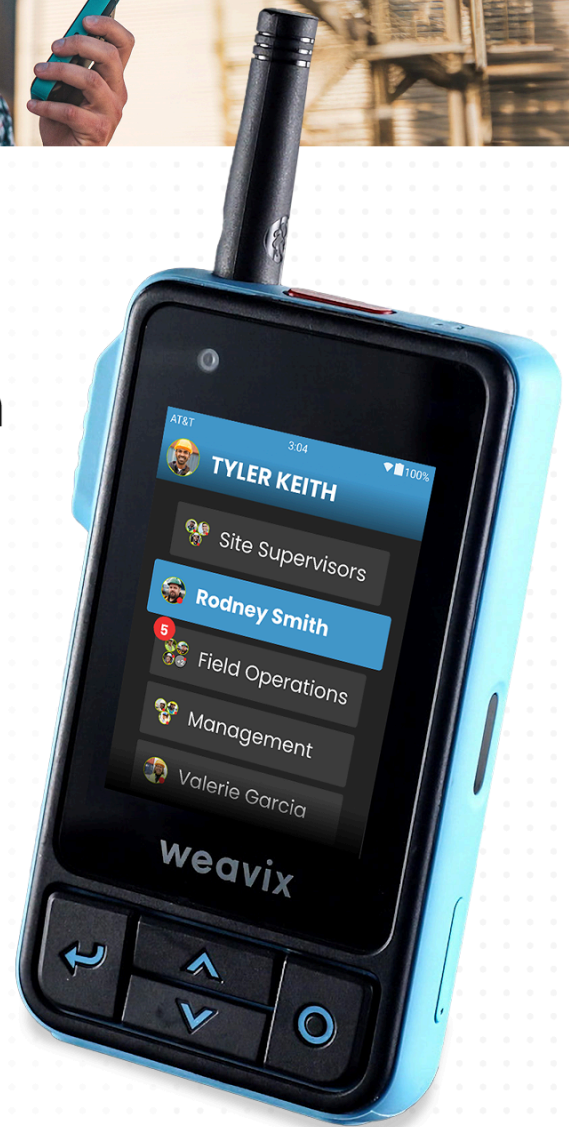 AT&T
3:04
100%
TYLER KEITH
Site Supervisors
Rodney Smith
5
Field Operations
Management
Valerie Garcia
weavix